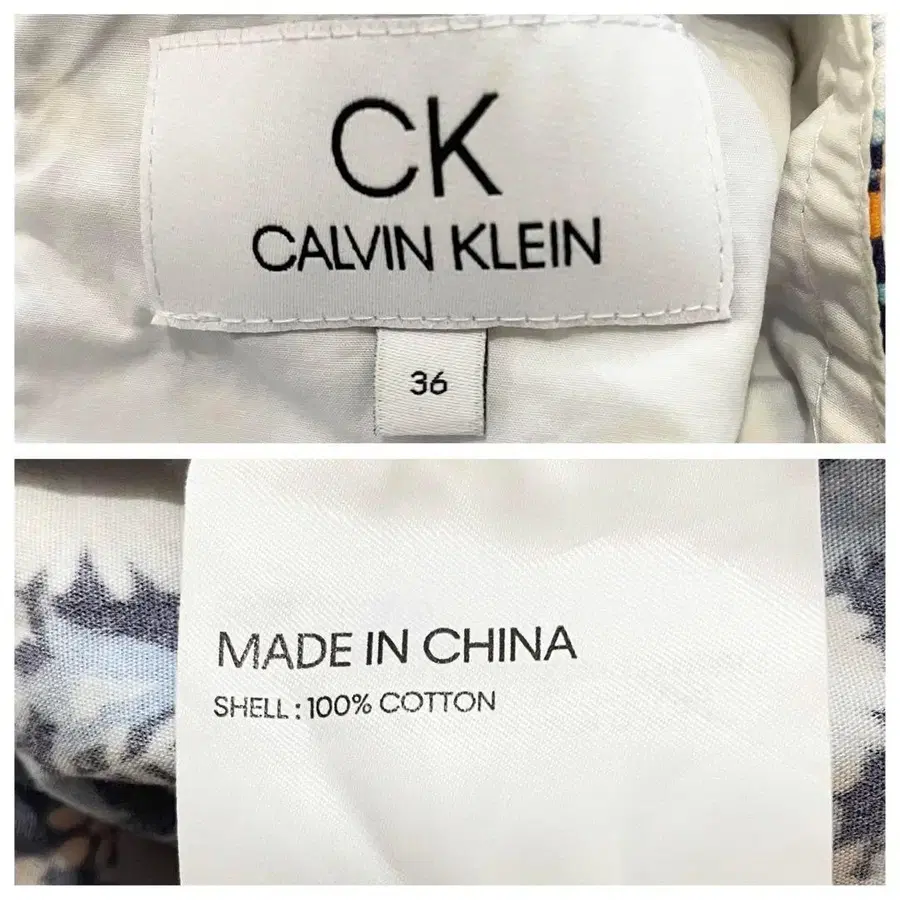 CK
CALVIN KLEIN
36
MADE IN CHINA
SHELL : 100% COTTON